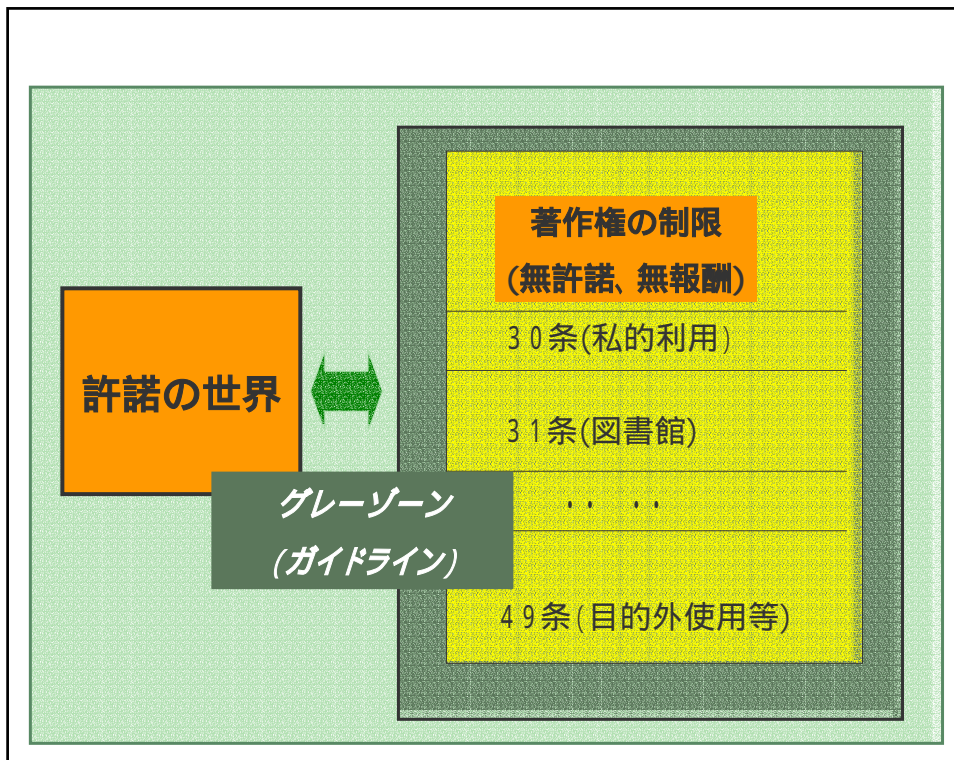 著作権の制限
(無許諾、無報酬)
30条(私的利用)
許諾の世界
31条(図書館)
グレーゾーン
(ガイドライン)
‥ ‥
49条(目的外使用等)